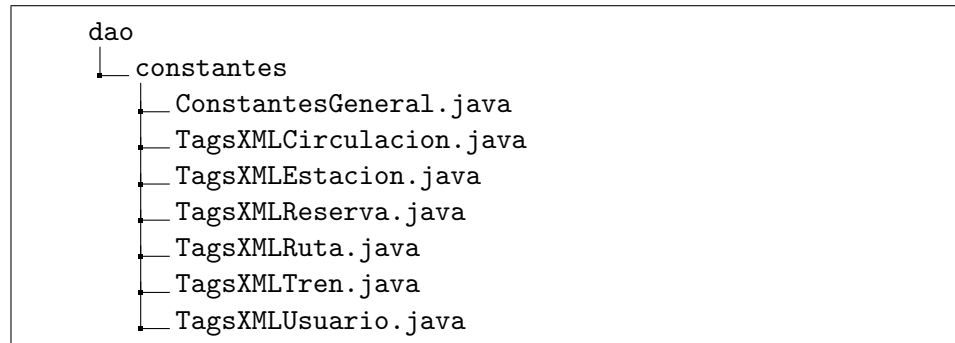 dao
constantes
ConstantesGeneral.java
TagsXMLCirculacion.java
TagsXMLEstacion.java
TagsXMLReserva.java
TagsXMLRuta.java
TagsXMLTren.java
TagsXMLUsuario.java